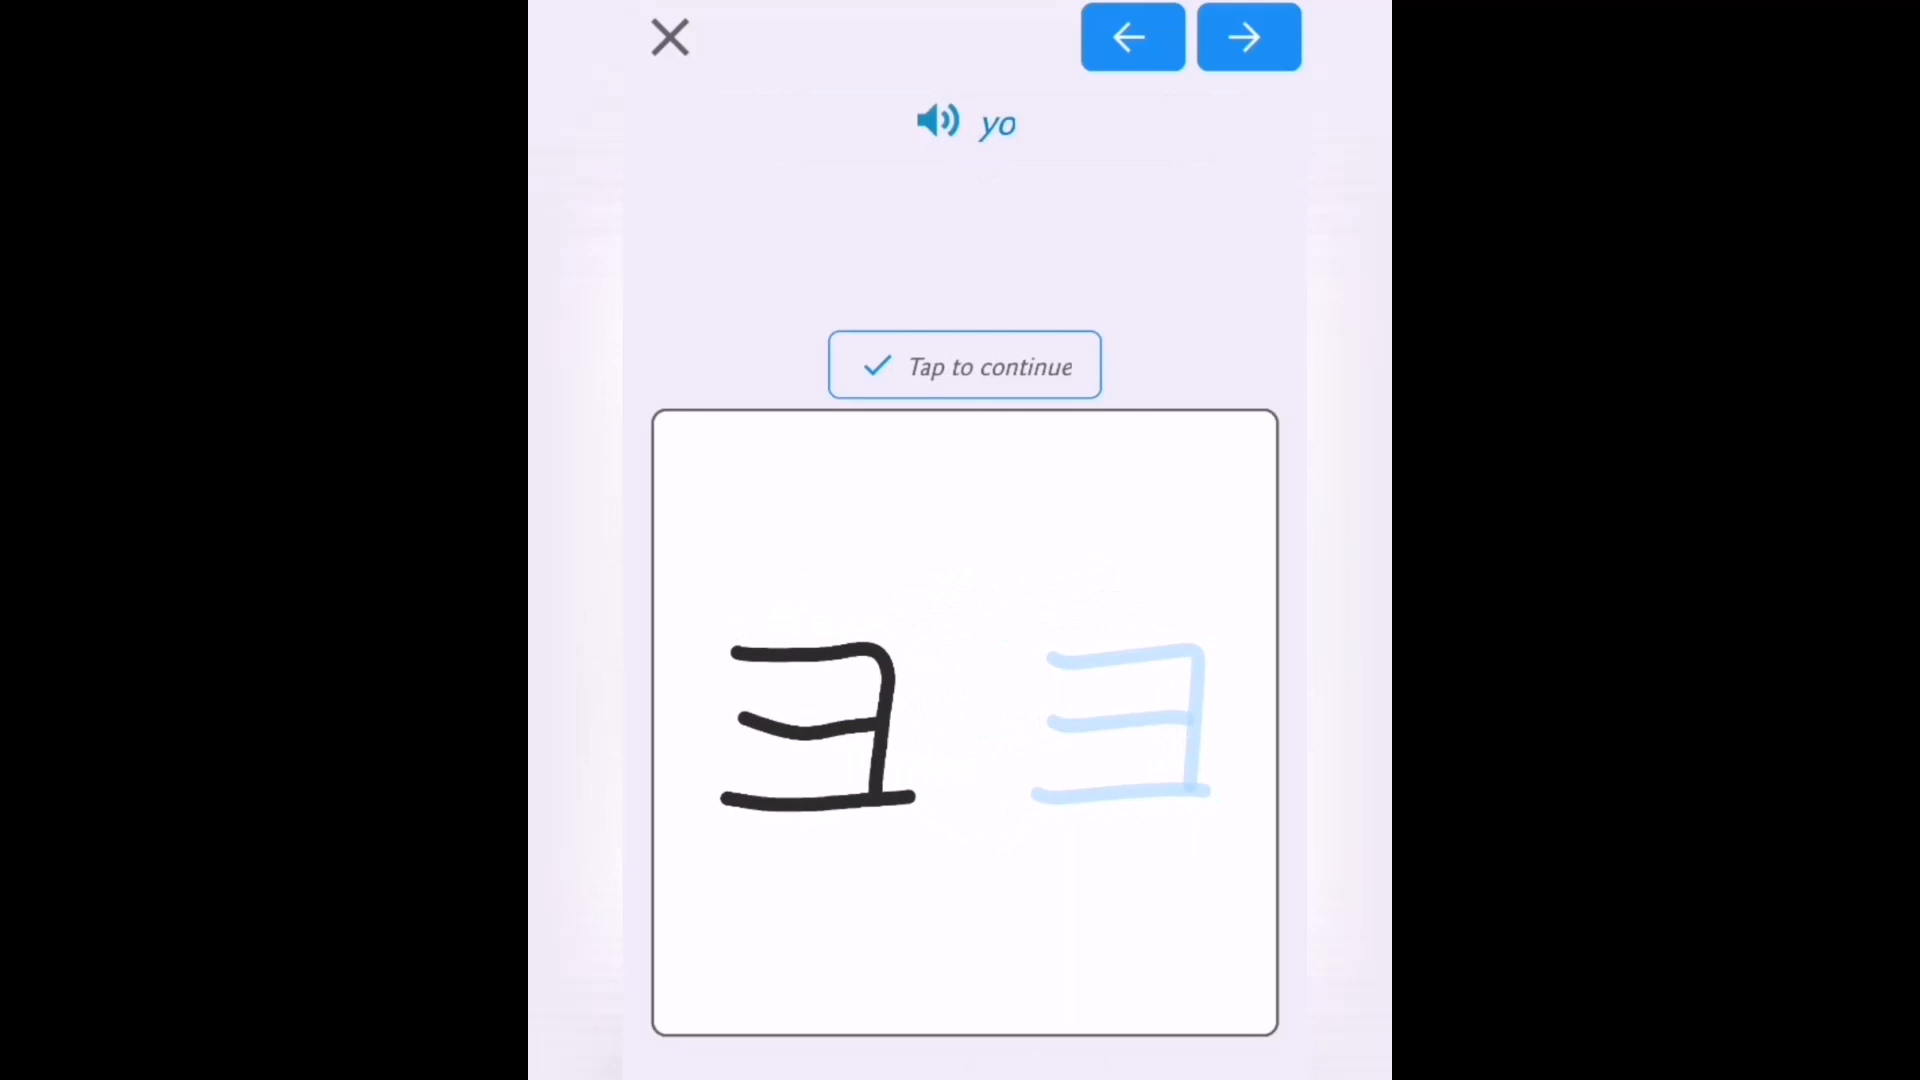 yo
Tap to continue
ヨ ヨ